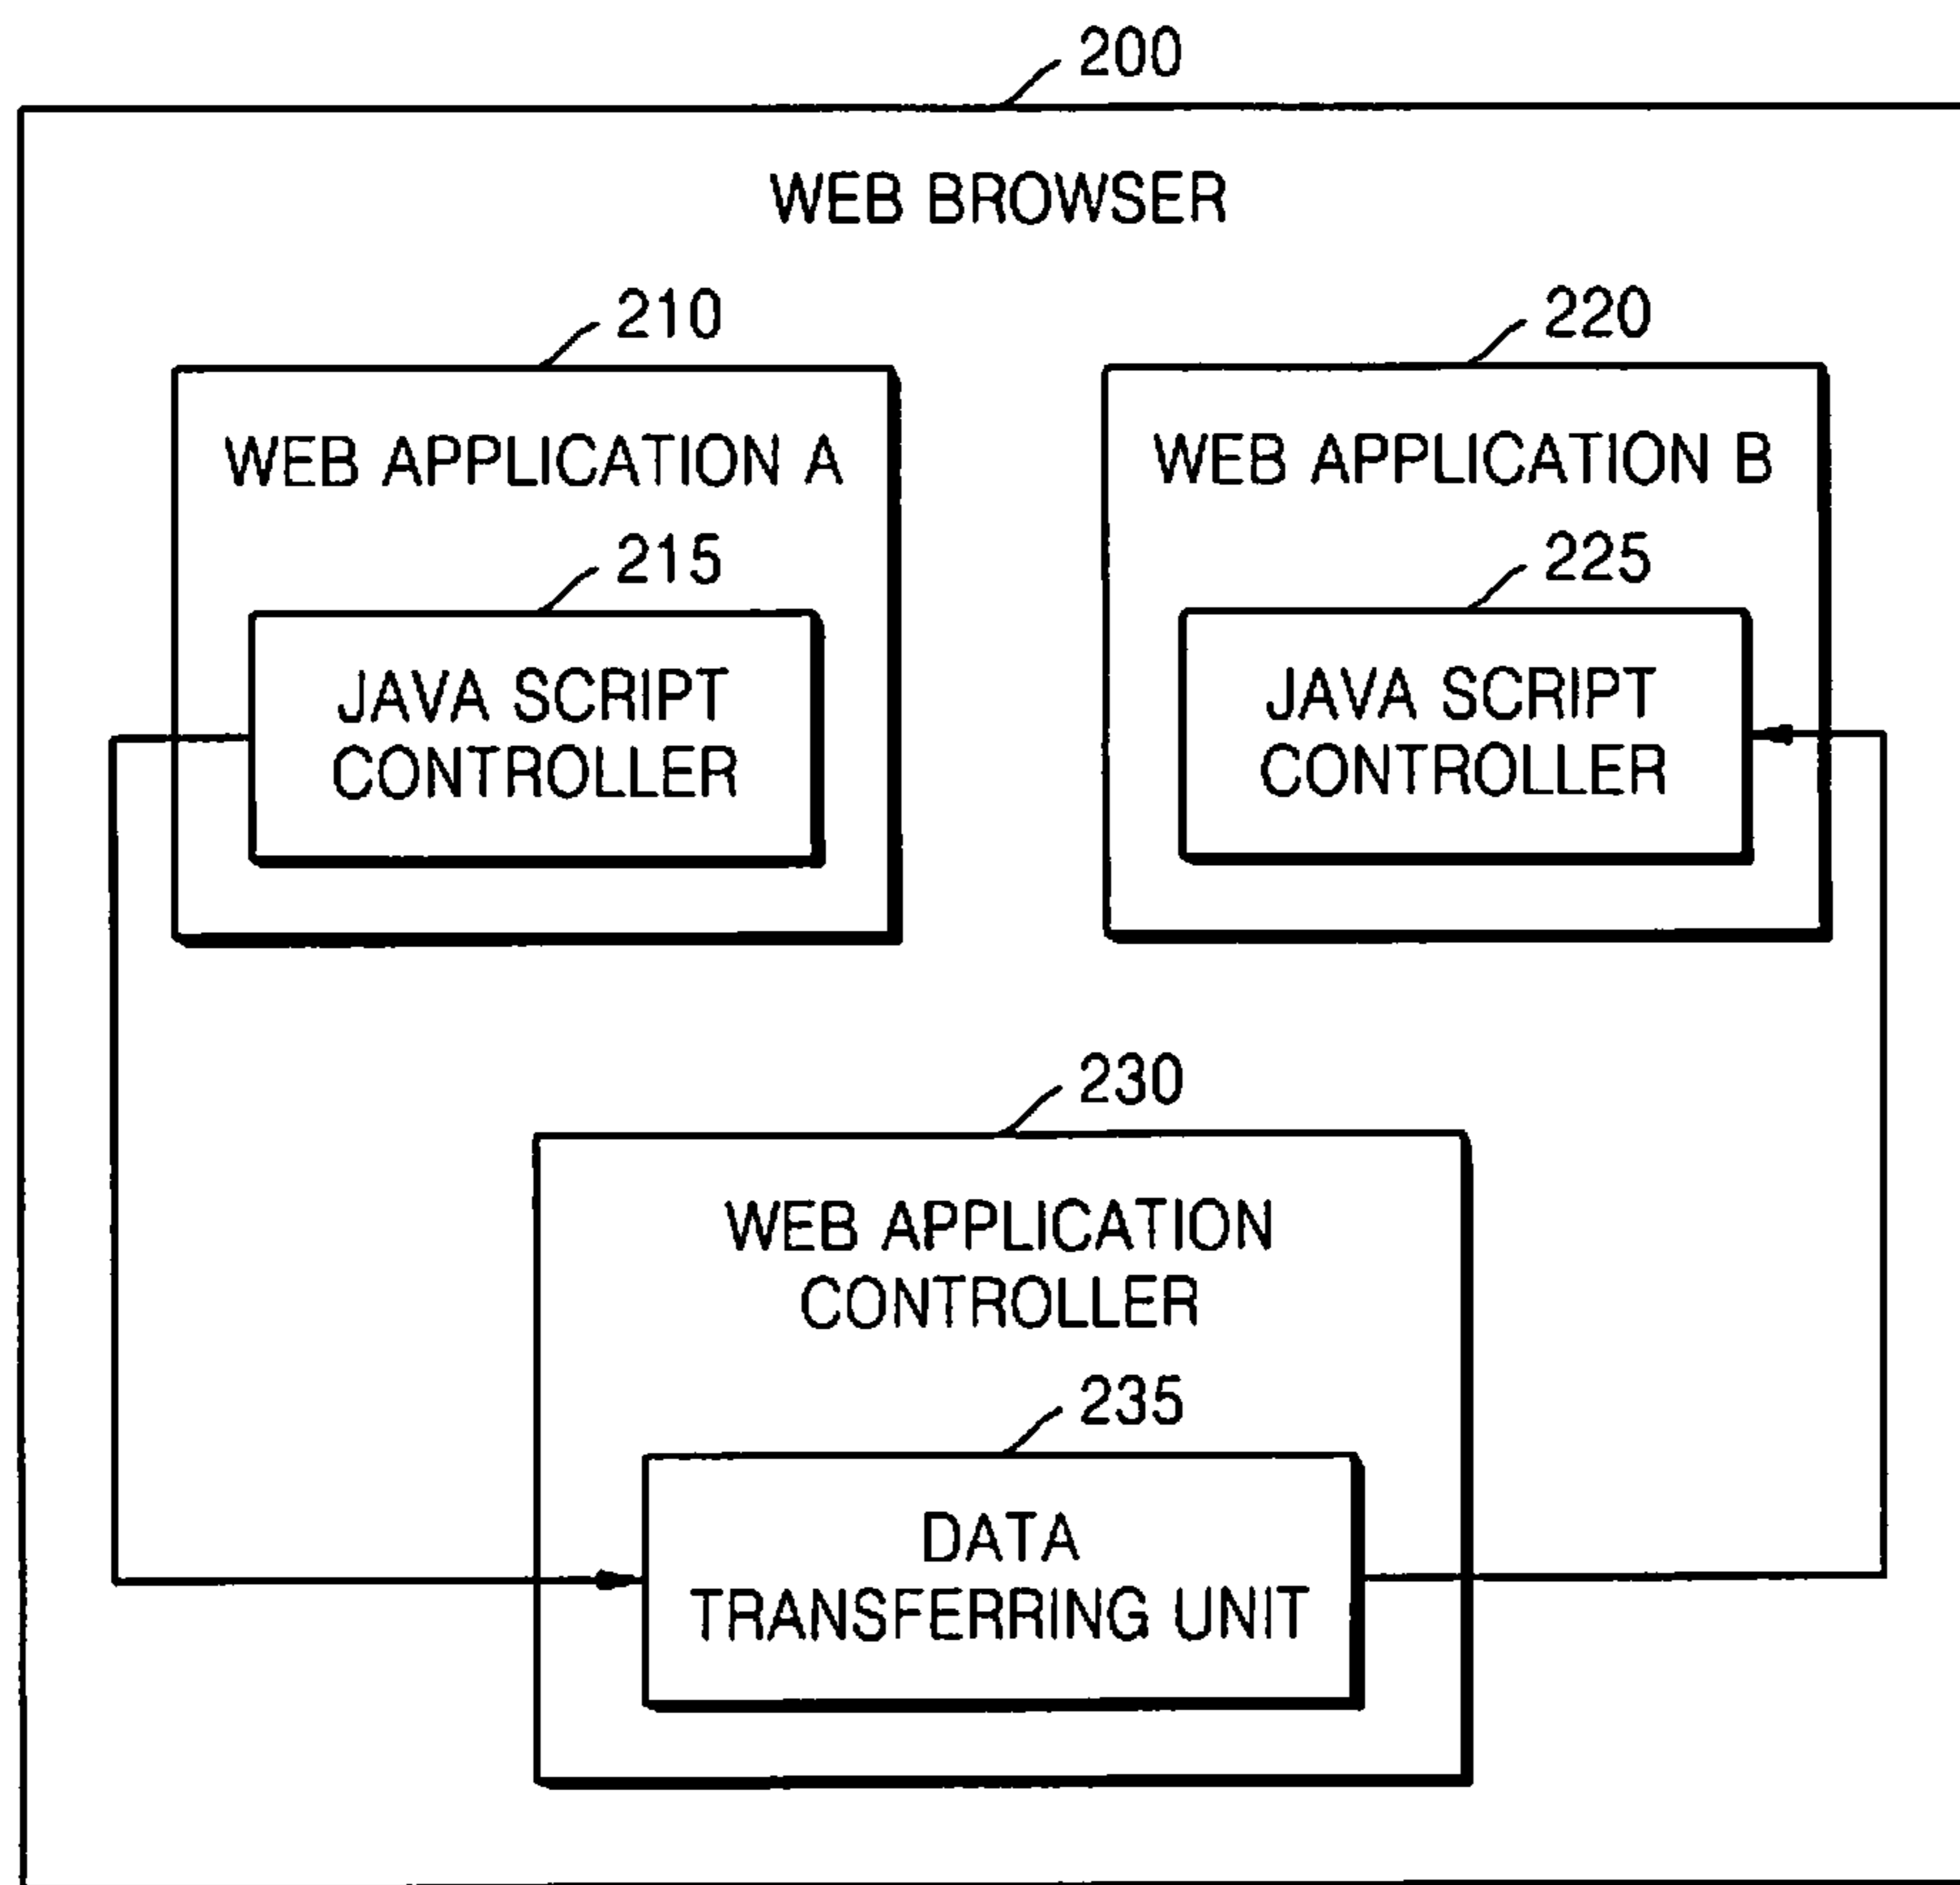 200
WEB BROWSER
210
WEB APPLICATION A
215
JAVA SCRIPT
CONTROLLER
220
WEB APPLICATION B
225
JAVA SCRIPT
CONTROLLER
230
WEB APPLICATION
CONTROLLER
235
DATA
TRANSFERRING UNIT